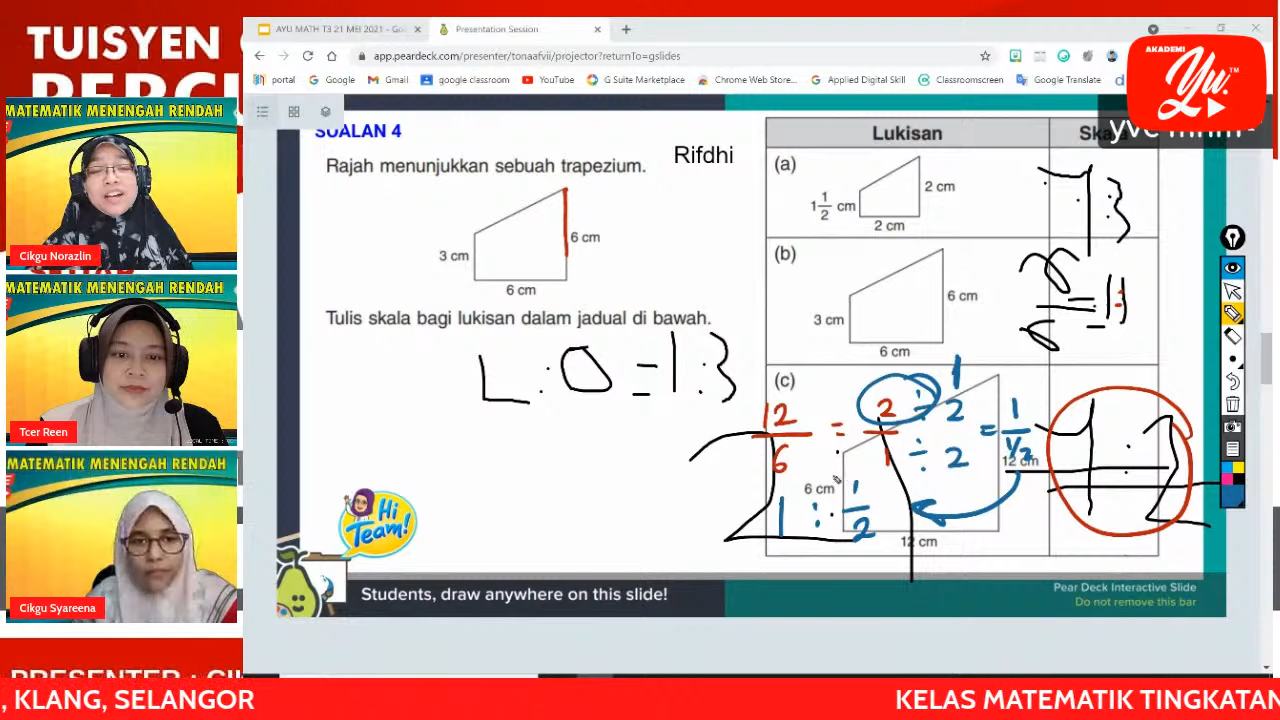 TUISYEN
PERCU
MATEMATIK MENENGAH RENDAH
Cikgu Norazlin
MATEMATIK MENENGAH RENDAH
Tcer Reen
MATEMATIK MENENGAH RENDAH
Cikgu Syareena
AYU MATH T3 21 MEI 2021 - Go
Presentation Session
app.peardeck.com/presenter/tonaafvii/projector?returnTo=gslides
portal
Google
Gmail
google classroom
YouTube
G Suite Marketplace
Chrome Web Store...
Applied Digital Skill
Classroomscreen
Google Translate
AKADEMI
Yu.™
SOALAN 4
Rajah menunjukkan sebuah trapezium.
Rifdhi
3 cm
6 cm
6 cm
Tulis skala bagi lukisan dalam jadual di bawah.
L : O = 1 : 3
Lukisan
(a)
1 1/2 cm
2 cm
2 cm
1 : 3
(b)
3 cm
6 cm
6 cm
= 1 : 1
(c)
12/6 = 2/1 ÷ 2 ÷ 2 = 1/ 1/2
6 cm
12 cm
12 cm
1 : 1/2
1 : 2
Hi
Team!
Students, draw anywhere on this slide!
Pear Deck Interactive Slide
Do not remove this bar
, KLANG, SELANGOR
KELAS MATEMATIK TINGKATAN